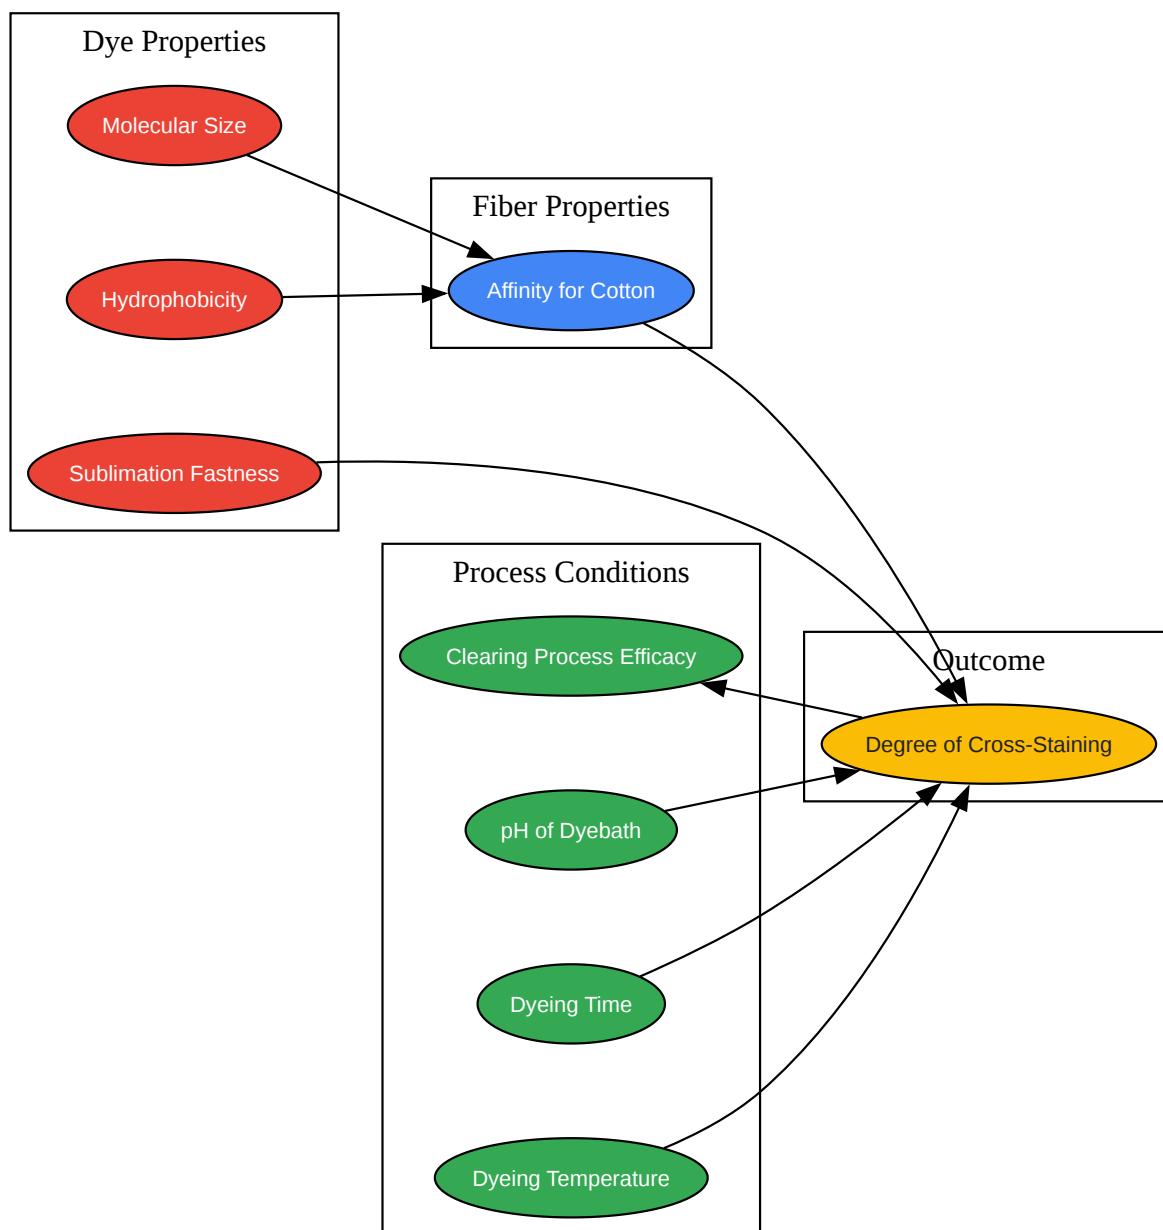 Dye Properties
Molecular Size
Hydrophobicity
Sublimation Fastness
Fiber Properties
Affinity for Cotton
Process Conditions
Clearing Process Efficacy
pH of Dyebath
Dyeing Time
Dyeing Temperature
Outcome
Degree of Cross-Staining